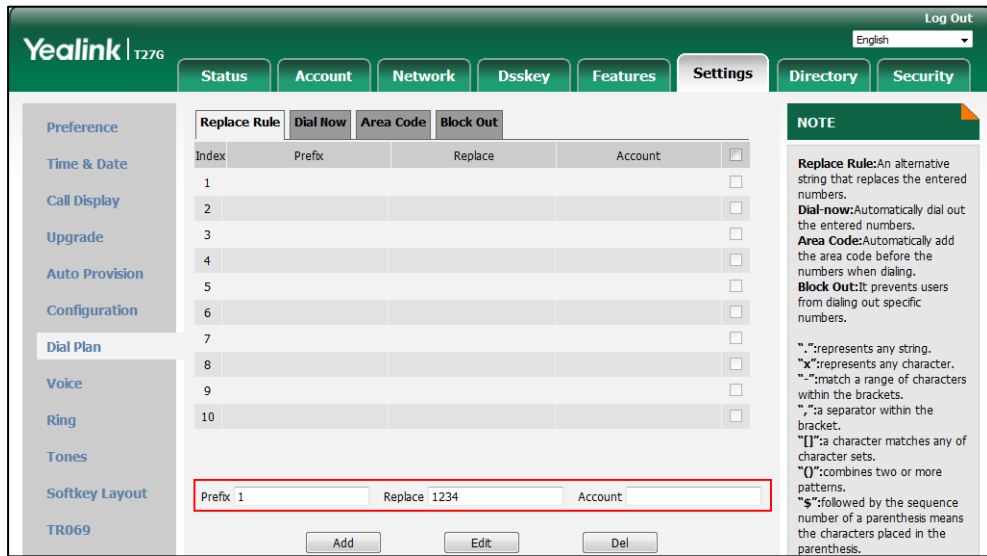 Log Out
Yealink T27G
English
Status Account Network Dsskey Features Settings Directory Security
Preference
Time & Date
Call Display
Upgrade
Auto Provision
Configuration
Dial Plan
Voice
Ring
Tones
Softkey Layout
TR069
Replace Rule Dial Now Area Code Block Out
Index Prefix Replace Account
1
2
3
4
5
6
7
8
9
10
Prefix 1 Replace 1234 Account
Add Edit Del
NOTE
Replace Rule:An alternative
string that replaces the entered
numbers.
Dial-now:Automatically dial out
the entered numbers.
Area Code:Automatically add
the area code before the
numbers when dialing.
Block Out:It prevents users
from dialing out specific
numbers.
".":represents any string.
"x":represents any character.
"-":match a range of characters
within the brackets.
",":a separator within the
bracket.
"[]":a character matches any of
character sets.
"()":combines two or more
patterns.
"$":followed by the sequence
number of a parenthesis means
the characters placed in the
parenthesis.